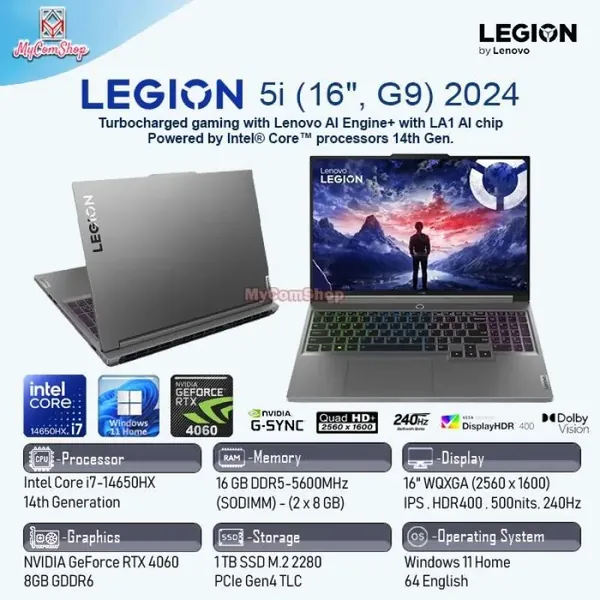 MyComShop
LEGION
by Lenovo
LEGION 5i (16", G9) 2024
Turbocharged gaming with Lenovo AI Engine+ with LA1 AI chip
Powered by Intel® Core™ processors 14th Gen.
LEGION
Lenovo
LEGION
MyComShop
intel
CORE i7
14650HX
Windows
11 Home
NVIDIA
GEFORCE
RTX
4060
NVIDIA
G-SYNC
Quad HD+
2560 x 1600
240Hz
DisplayHDR 400
Dolby
Vision
CPU -Processor
Intel Core i7-14650HX
14th Generation
RAM -Memory
16 GB DDR5-5600MHz
(SODIMM) - (2 x 8 GB)
-Display
16" WQXGA (2560 x 1600)
IPS . HDR400 . 500nits. 240Hz
-Graphics
NVIDIA GeForce RTX 4060
8GB GDDR6
SSD -Storage
1 TB SSD M.2 2280
PCIe Gen4 TLC
OS -Operating System
Windows 11 Home
64 English